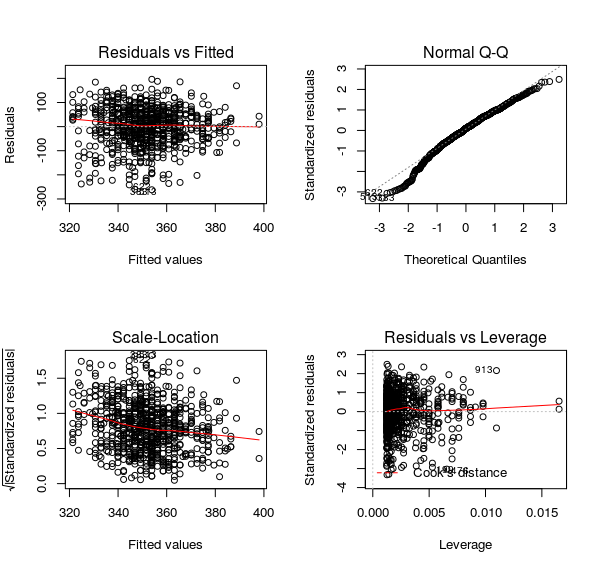 Residuals vs Fitted
Residuals
-300
-100
100
320 340 360 380 400
Fitted values
Normal Q-Q
Standardized residuals
-3
-1
0
1
2
3
-3 -2 -1 0 1 2 3
Theoretical Quantiles
Scale-Location
√|Standardized residuals|
0.0
0.5
1.0
1.5
320 340 360 380 400
Fitted values
Residuals vs Leverage
Standardized residuals
-4
-2
0
1
2
3
913
Cook's distance
0.000 0.005 0.010 0.015
Leverage